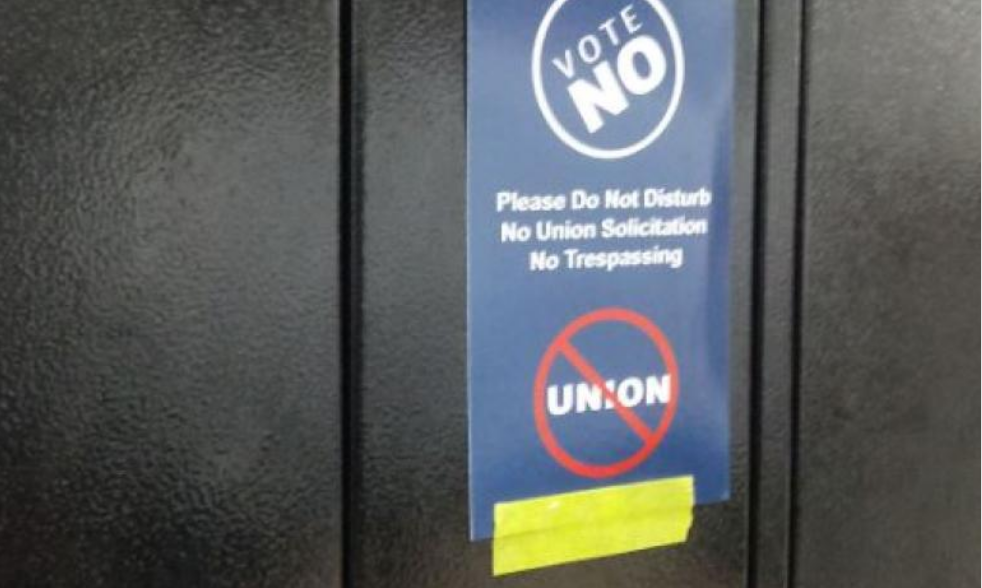 VOTE
NO
Please Do Not Disturb
No Union Solicitation
No Trespassing
UNION